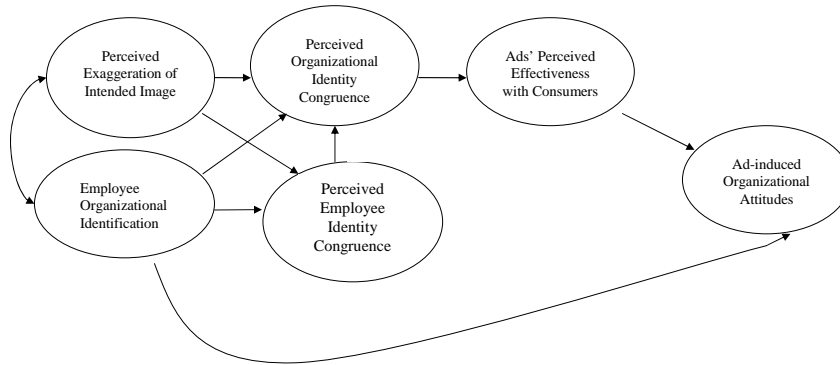 Perceived
Exaggeration of
Intended Image
Perceived
Organizational
Identity
Congruence
Ads’ Perceived
Effectiveness
with Consumers
Employee
Organizational
Identification
Perceived
Employee
Identity
Congruence
Ad-induced
Organizational
Attitudes